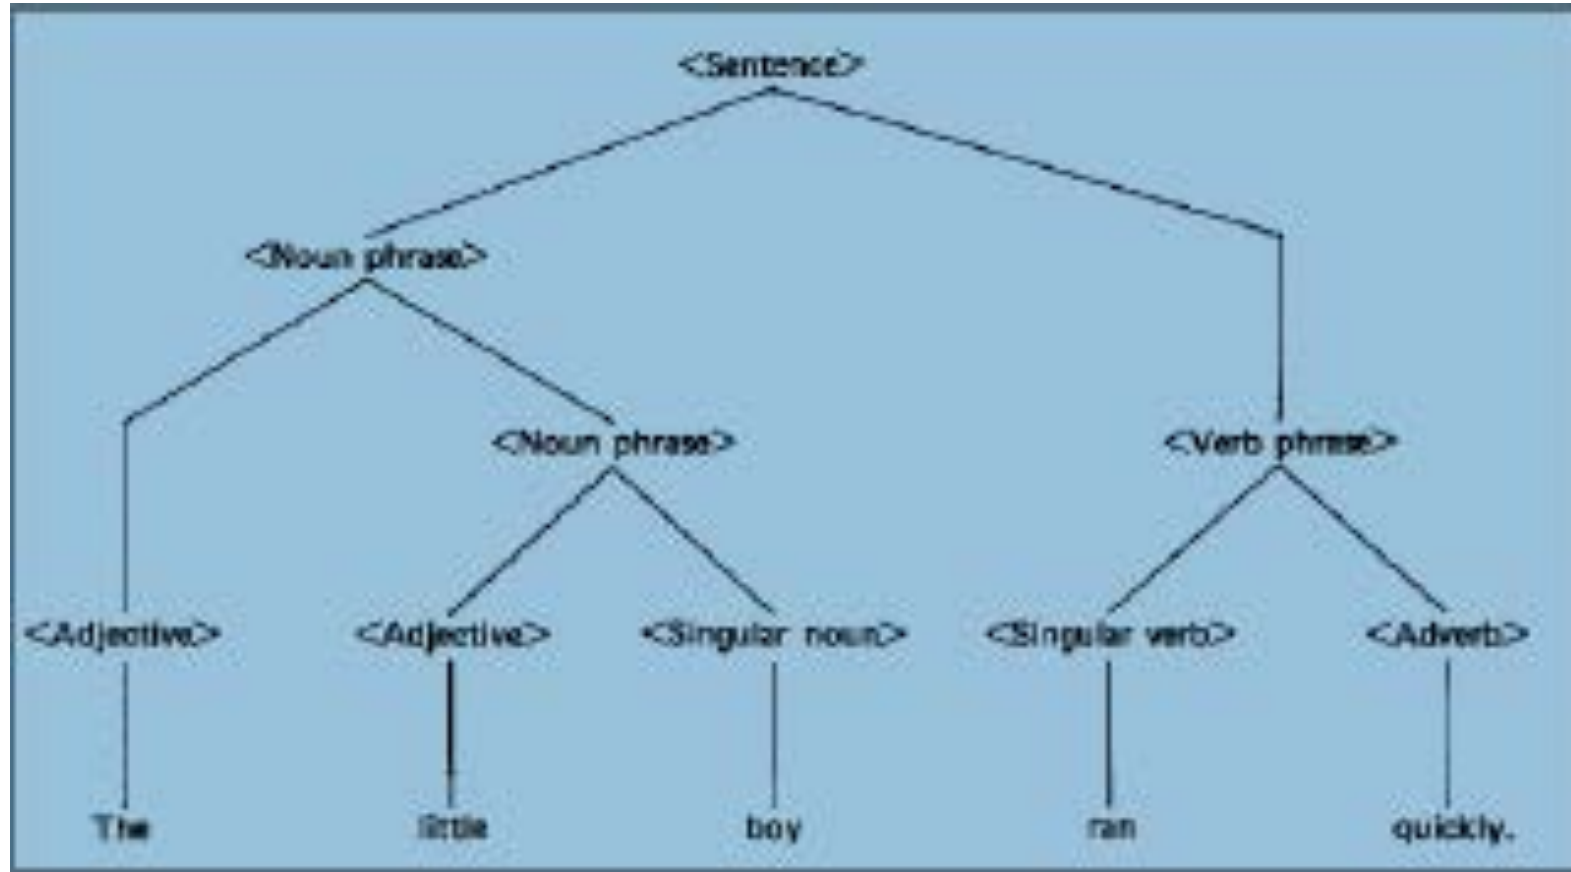 <Sentence>
<Noun phrase>
<Noun phrase> <Verb phrase>
<Adjective> <Adjective> <Singular noun> <Singular verb> <Adverb>
The little boy ran quickly.